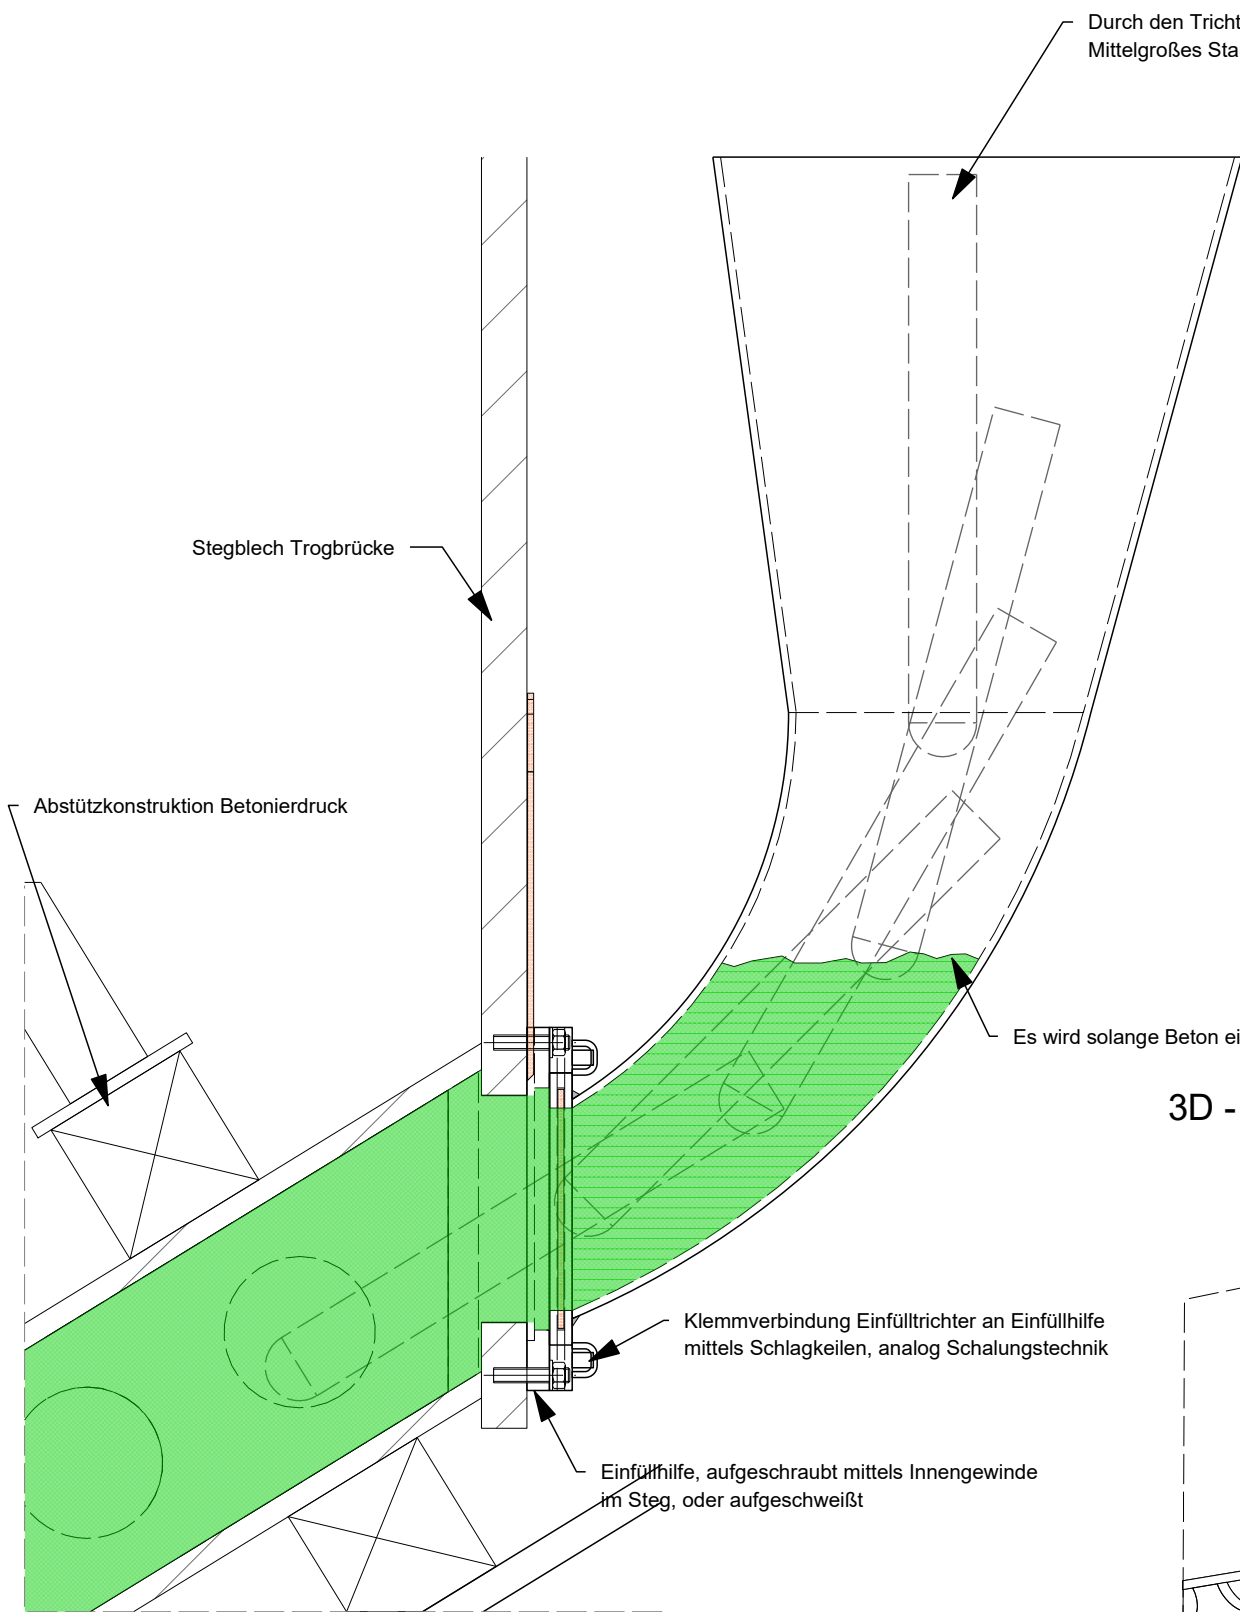 Durch den Tricht
Mittelgroßes Sta
Stegblech Trogbrücke
Abstützkonstruktion Betonierdruck
Es wird solange Beton ei
3D -
Klemmverbindung Einfülltrichter an Einfüllhilfe
mittels Schlagkeilen, analog Schalungstechnik
Einfüllhilfe, aufgeschraubt mittels Innengewinde
im Steg, oder aufgeschweißt